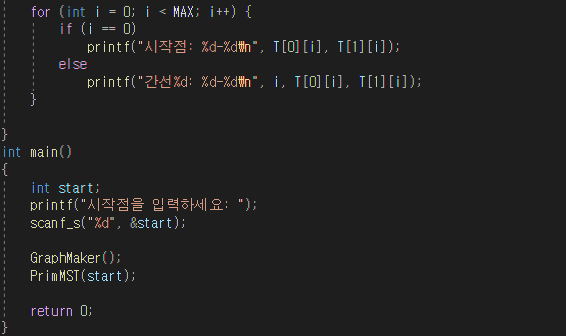 for (int i = 0; i < MAX; i++) {
if (i == 0)
printf("시작점: %d-%d₩n", T[0][i], T[1][i]);
else
printf("간선%d: %d-%d₩n", i, T[0][i], T[1][i]);
}
}
int main()
{
int start;
printf("시작점을 입력하세요: ");
scanf_s("%d", &start);
GraphMaker();
PrimMST(start);
return 0;
}